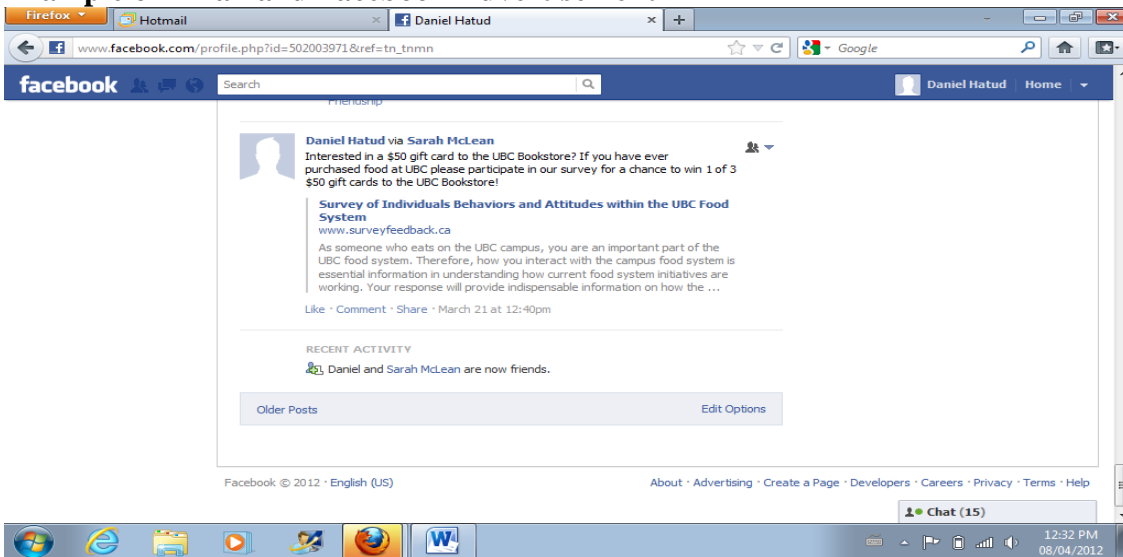 Firefox
Hotmail
Daniel Hatud
www.facebook.com/profile.php?id=502003971&ref=tn_tnmn
Google
facebook
Search
Daniel Hatud Home
Friendship
Daniel Hatud via Sarah McLean
Interested in a $50 gift card to the UBC Bookstore? If you have ever
purchased food at UBC please participate in our survey for a chance to win 1 of 3
$50 gift cards to the UBC Bookstore!
Survey of Individuals Behaviors and Attitudes within the UBC Food
System
www.surveyfeedback.ca
As someone who eats on the UBC campus, you are an important part of the
UBC food system. Therefore, how you interact with the campus food system is
essential information in understanding how current food system initiatives are
working. Your response will provide indispensable information on how the ...
Like · Comment · Share · March 21 at 12:40pm
RECENT ACTIVITY
Daniel and Sarah McLean are now friends.
Older Posts
Edit Options
Facebook © 2012 · English (US)
About · Advertising · Create a Page · Developers · Careers · Privacy · Terms · Help
Chat (15)
12:32 PM
08/04/2012